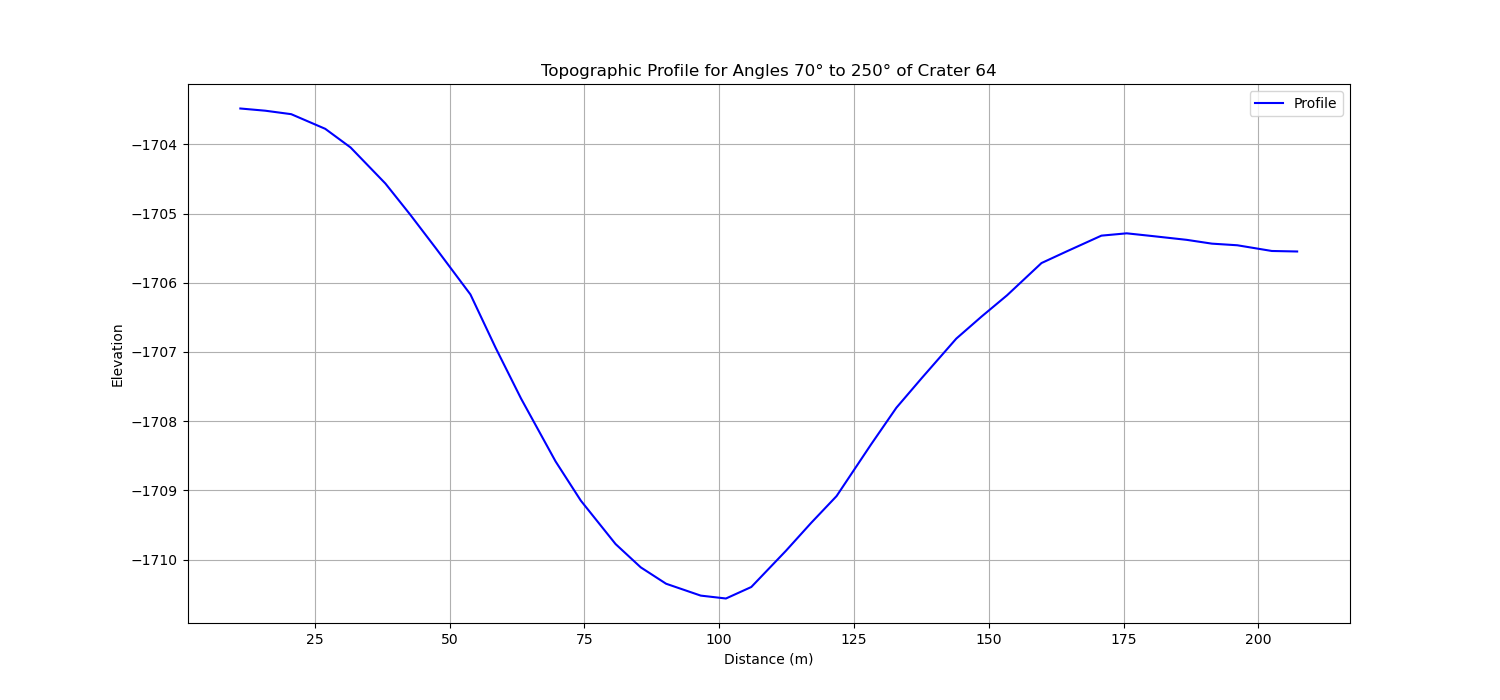 Topographic Profile for Angles 70° to 250° of Crater 64
Profile
−1704
−1705
−1706
−1707
−1708
−1709
−1710
Elevation
25 50 75 100 125 150 175 200
Distance (m)